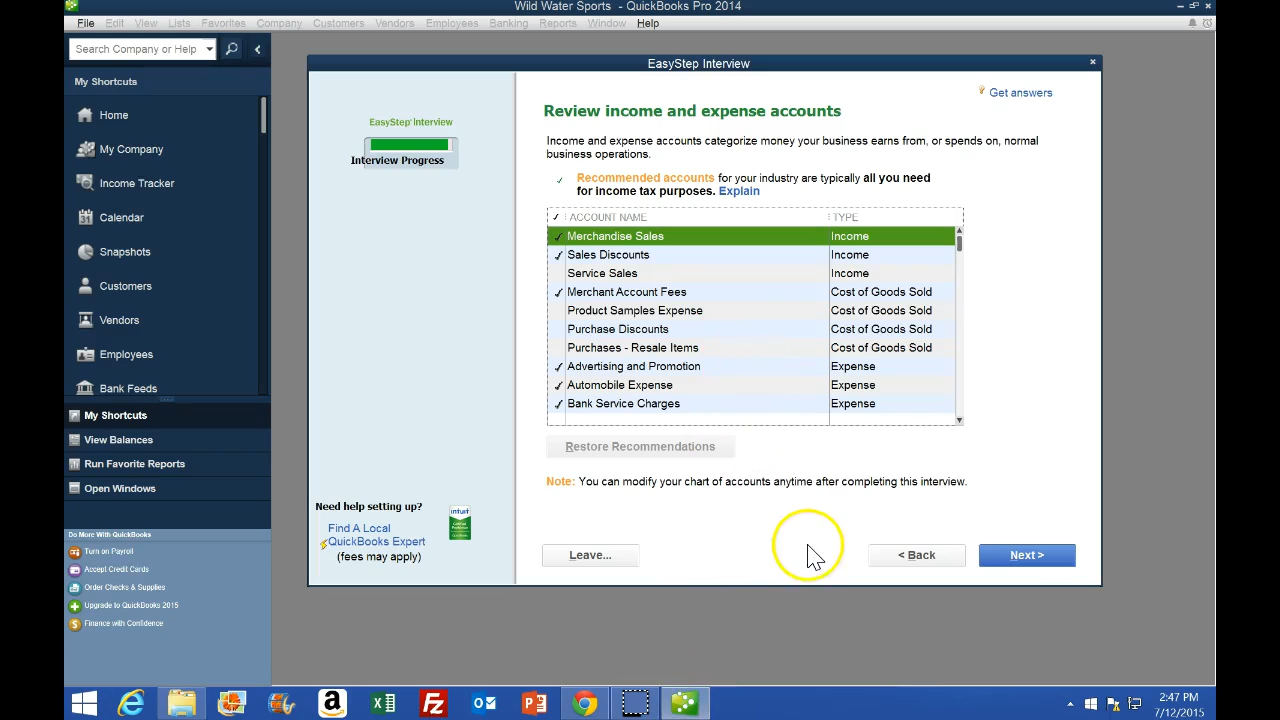 Wild Water Sports - QuickBooks Pro 2014
File Edit View Lists Favorites Company Customers Vendors Employees Banking Reports Window Help
Search Company or Help
My Shortcuts
Home
My Company
Income Tracker
Calendar
31
Snapshots
Customers
Vendors
Employees
Bank Feeds
My Shortcuts
View Balances
Run Favorite Reports
Open Windows
Do More With QuickBooks
Turn on Payroll
Accept Credit Cards
Order Checks & Supplies
Upgrade to QuickBooks 2015
Finance with Confidence
EasyStep Interview
EasyStep Interview
Interview Progress
Need help setting up?
Find A Local
QuickBooks Expert
(fees may apply)
intuit
Get answers
Review income and expense accounts
Income and expense accounts categorize money your business earns from, or spends on, normal
business operations.
✓ Recommended accounts for your industry are typically all you need
for income tax purposes. Explain
✓ ACCOUNT NAME TYPE
✓ Merchandise Sales Income
✓ Sales Discounts Income
Service Sales Income
✓ Merchant Account Fees Cost of Goods Sold
Product Samples Expense Cost of Goods Sold
Purchase Discounts Cost of Goods Sold
Purchases - Resale Items Cost of Goods Sold
✓ Advertising and Promotion Expense
✓ Automobile Expense Expense
✓ Bank Service Charges Expense
Restore Recommendations
Note: You can modify your chart of accounts anytime after completing this interview.
Leave... < Back Next >
2:47 PM
7/12/2015